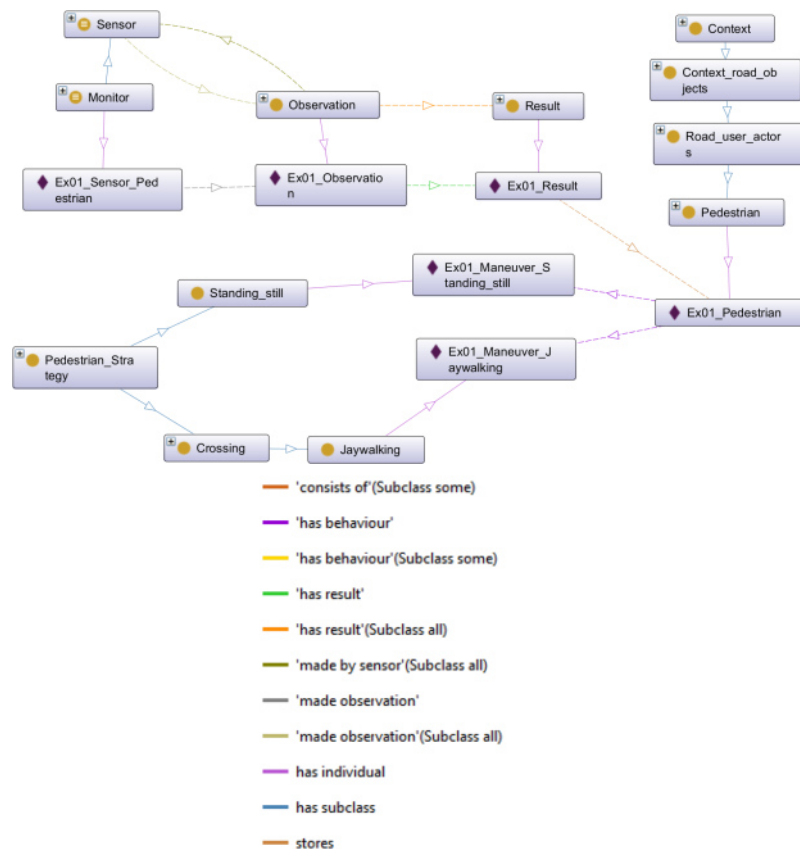 Sensor
Context
Context_road_ob
jects
Monitor
Observation
Result
Road_user_actor
s
Ex01_Sensor_Ped
estrian
Ex01_Observatio
n
Ex01_Result
Pedestrian
Ex01_Maneuver_S
tanding_still
Standing_still
Ex01_Pedestrian
Ex01_Maneuver_J
aywalking
Pedestrian_Stra
tegy
Crossing
Jaywalking
'consists of'(Subclass some)
'has behaviour'
'has behaviour'(Subclass some)
'has result'
'has result'(Subclass all)
'made by sensor'(Subclass all)
'made observation'
'made observation'(Subclass all)
has individual
has subclass
stores